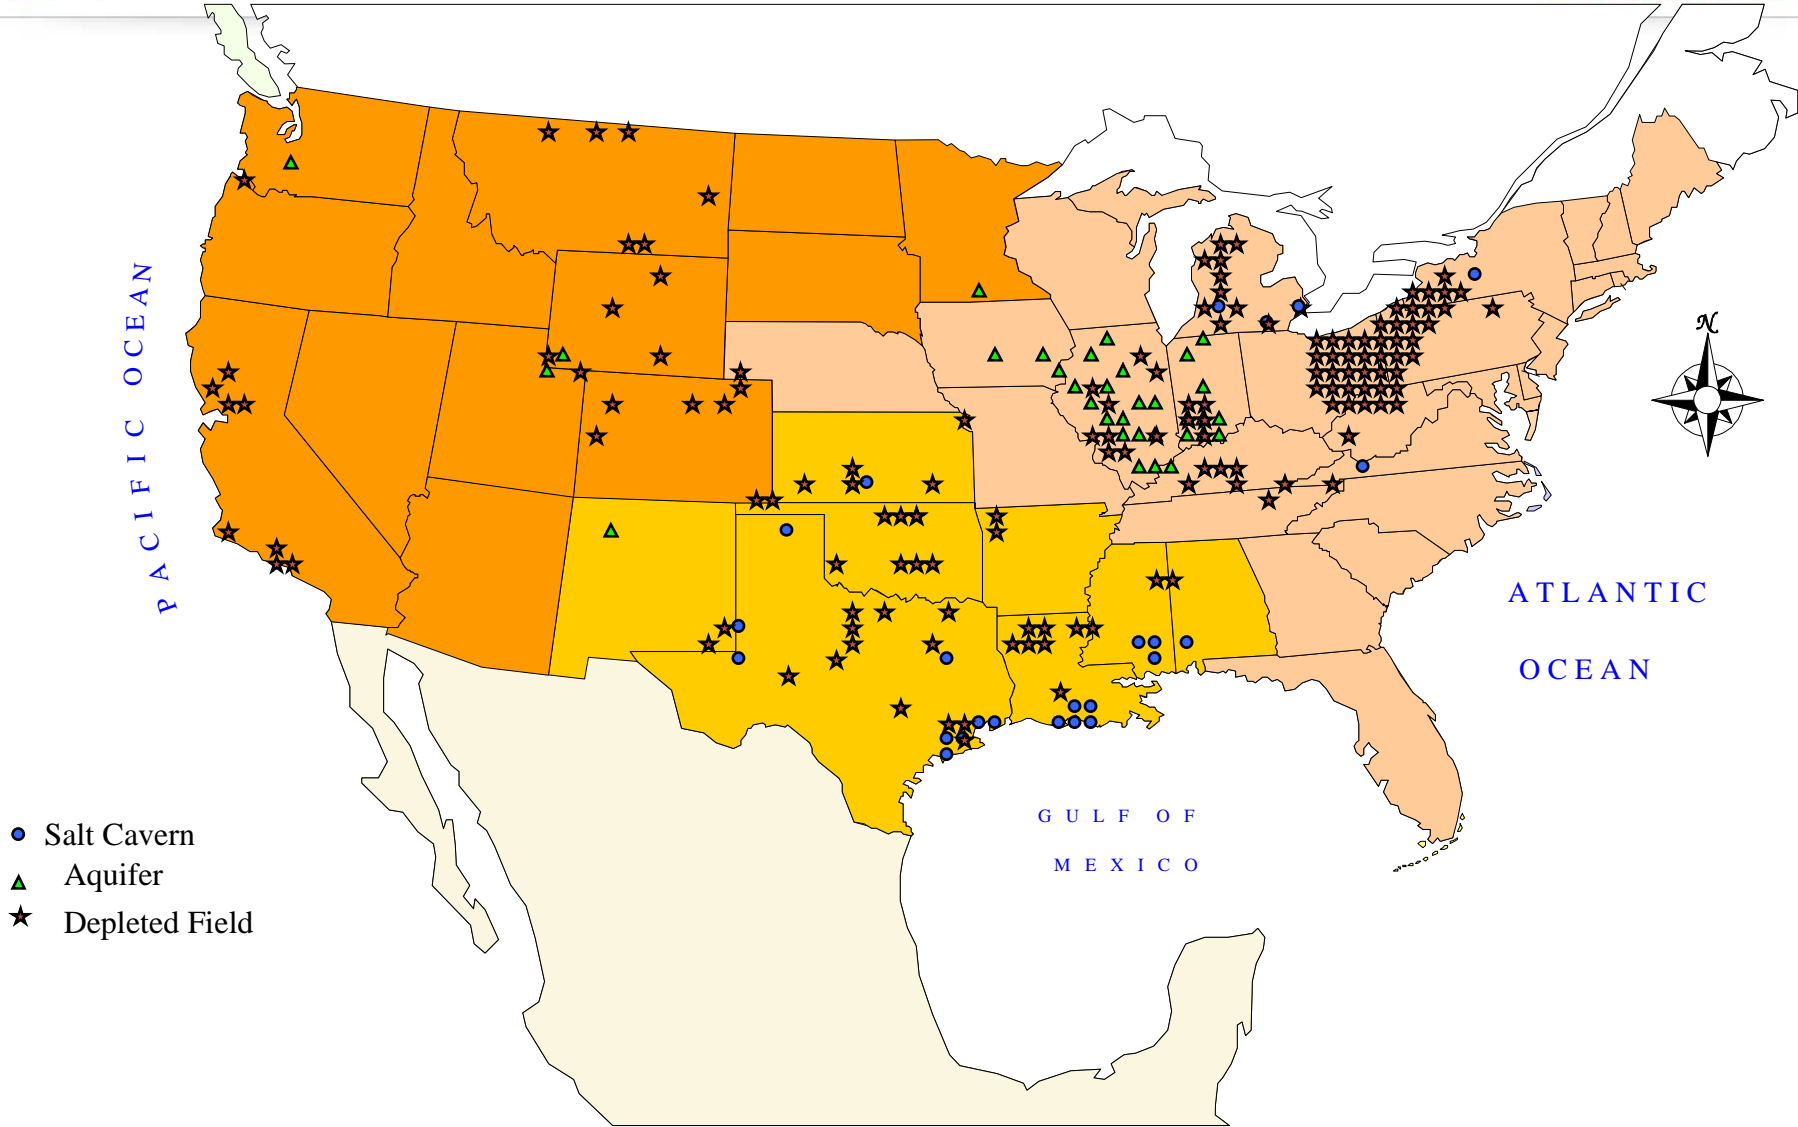 N
PACIFIC OCEAN
ATLANTIC
OCEAN
GULF OF
MEXICO
Salt Cavern
Aquifer
Depleted Field